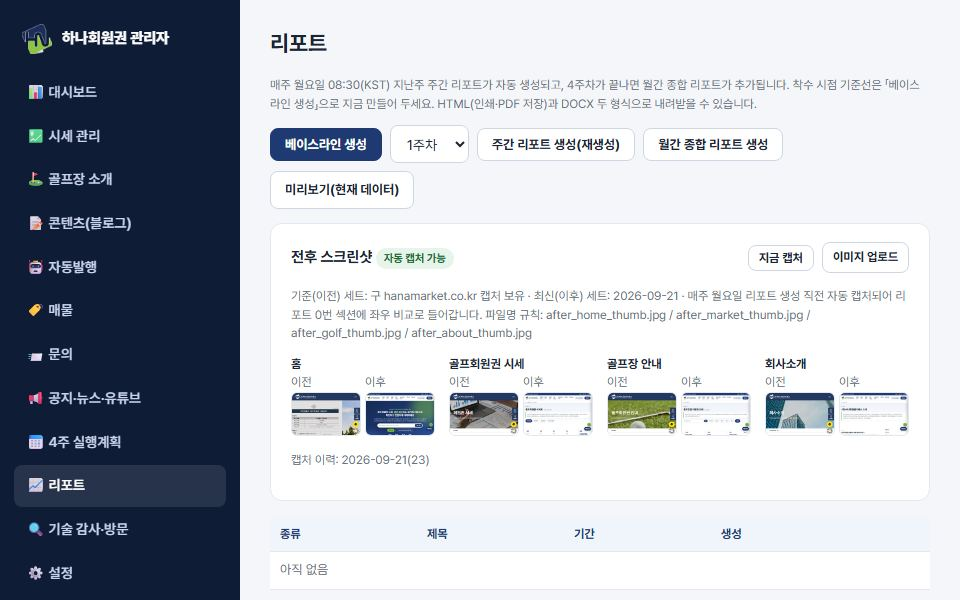 하나회원권 관리자
대시보드
시세 관리
골프장 소개
콘텐츠(블로그)
자동발행
매물
문의
공지·뉴스·유튜브
4주 실행계획
리포트
기술 감사·방문
설정
리포트
매주 월요일 08:30(KST) 지난주 주간 리포트가 자동 생성되고, 4주차가 끝나면 월간 종합 리포트가 추가됩니다. 착수 시점 기준선은 「베이스
라인 생성」으로 지금 만들어 두세요. HTML(인쇄·PDF 저장)과 DOCX 두 형식으로 내려받을 수 있습니다.
베이스라인 생성
1주차
주간 리포트 생성(재생성)
월간 종합 리포트 생성
미리보기(현재 데이터)
전후 스크린샷
자동 캡처 가능
지금 캡처
이미지 업로드
기준(이전) 세트: 구 hanamarket.co.kr 캡처 보유 · 최신(이후) 세트: 2026-09-21 · 매주 월요일 리포트 생성 직전 자동 캡처되어 리
포트 0번 섹션에 좌우 비교로 들어갑니다. 파일명 규칙: after_home_thumb.jpg / after_market_thumb.jpg /
after_golf_thumb.jpg / after_about_thumb.jpg
홈
이전 이후
골프회원권 시세
이전 이후
골프장 안내
이전 이후
회사소개
이전 이후
캡처 이력: 2026-09-21(23)
종류 제목 기간 생성
아직 없음